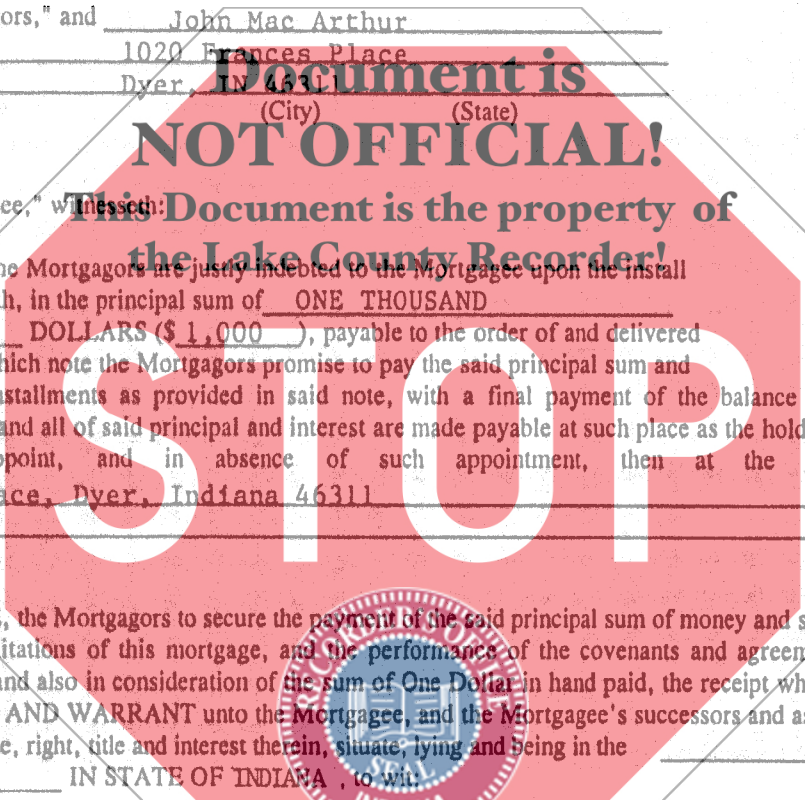 ors," and John Mac Arthur
1020 Frances Place
Dyer, IN 46311
Document is
(City) (State)
NOT OFFICIAL!
ee," witnesseth:
This Document is the property of
the Lake County Recorder!
he Mortgagors are justly indebted to the Mortgagee upon the install
h, in the principal sum of ONE THOUSAND
DOLLARS ($ 1,000 ), payable to the order of and delivered
hich note the Mortgagors promise to pay the said principal sum and
nstallments as provided in said note, with a final payment of the balance
and all of said principal and interest are made payable at such place as the hold
ppoint, and in absence of such appointment, then at the
STOP
ace, Dyer, Indiana 46311
, the Mortgagors to secure the payment of the said principal sum of money and s
itations of this mortgage, and the performance of the covenants and agreem
and also in consideration of the sum of One Dollar in hand paid, the receipt wh
AND WARRANT unto the Mortgagee, and the Mortgagee's successors and as
e, right, title and interest therein, situate, lying and being in the
IN STATE OF INDIANA , to wit:
RECORDER'S OFFICE
SEAL